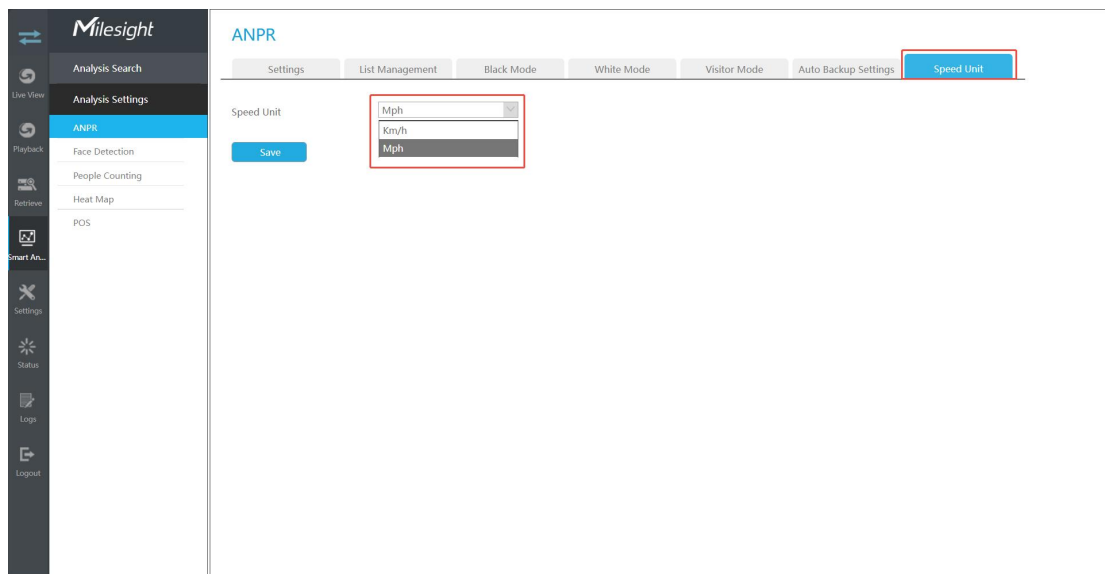 Milesight
Live View
Playback
Retrieve
Smart An...
Settings
Status
Logs
Logout
Analysis Search
Analysis Settings
ANPR
Face Detection
People Counting
Heat Map
POS
ANPR
Settings List Management Black Mode White Mode Visitor Mode Auto Backup Settings Speed Unit
Speed Unit Mph
Km/h
Mph
Save